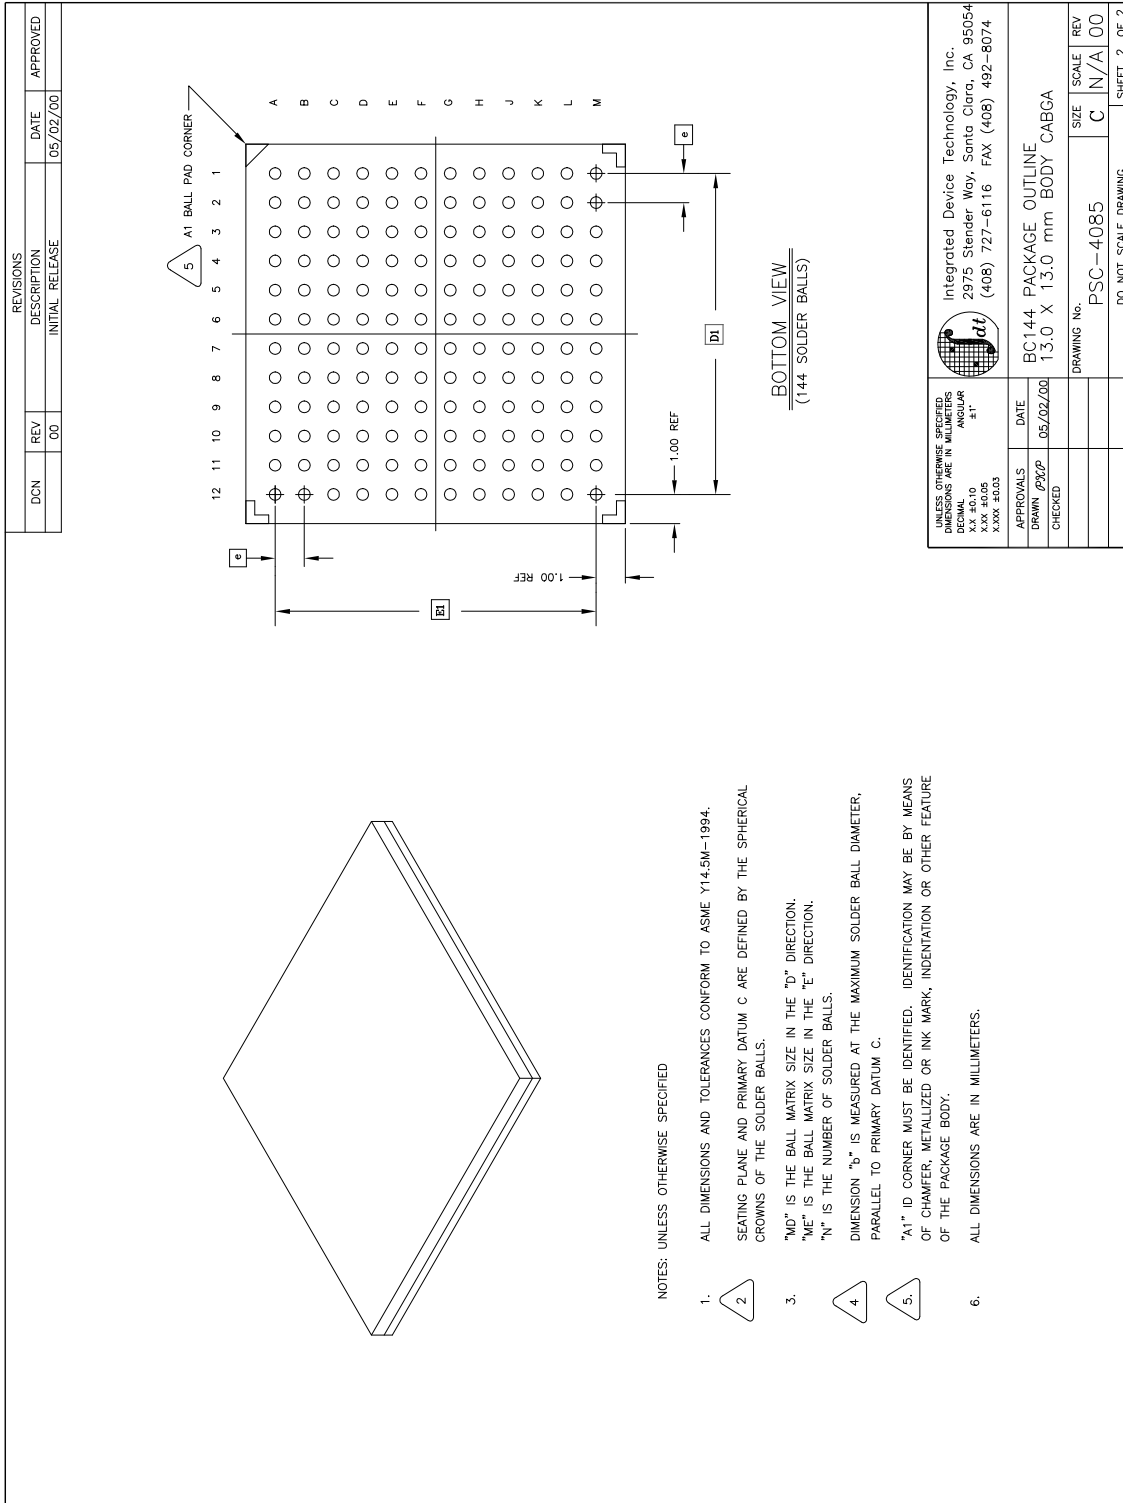 REVISIONS
DCN REV DESCRIPTION DATE APPROVED
00 INITIAL RELEASE 05/02/00
5 A1 BALL PAD CORNER
12 11 10 9 8 7 6 5 4 3 2 1
A
B
C
D
E
F
G
H
J
K
L
M
e
E1
1.00 REF
1.00 REF
D1
e
BOTTOM VIEW
(144 SOLDER BALLS)
NOTES: UNLESS OTHERWISE SPECIFIED
1. ALL DIMENSIONS AND TOLERANCES CONFORM TO ASME Y14.5M-1994.
2 SEATING PLANE AND PRIMARY DATUM C ARE DEFINED BY THE SPHERICAL
CROWNS OF THE SOLDER BALLS.
3. "MD" IS THE BALL MATRIX SIZE IN THE "D" DIRECTION.
"ME" IS THE BALL MATRIX SIZE IN THE "E" DIRECTION.
"N" IS THE NUMBER OF SOLDER BALLS.
4 DIMENSION "b" IS MEASURED AT THE MAXIMUM SOLDER BALL DIAMETER,
PARALLEL TO PRIMARY DATUM C.
5. "A1" ID CORNER MUST BE IDENTIFIED. IDENTIFICATION MAY BE BY MEANS
OF CHAMFER, METALLIZED OR INK MARK, INDENTATION OR OTHER FEATURE
OF THE PACKAGE BODY.
6. ALL DIMENSIONS ARE IN MILLIMETERS.
UNLESS OTHERWISE SPECIFIED
DIMENSIONS ARE IN MILLIMETERS
DECIMAL ANGULAR
X.X ±0.10 ±1°
X.XX ±0.05
X.XXX ±0.03
APPROVALS DATE
DRAWN 05/02/00
CHECKED
idt
Integrated Device Technology, Inc.
2975 Stender Way, Santa Clara, CA 95054
(408) 727-6116 FAX (408) 492-8074
BC144 PACKAGE OUTLINE
13.0 X 13.0 mm BODY CABGA
SIZE SCALE REV
DRAWING No.
PSC-4085 C N/A 00
DO NOT SCALE DRAWING SHEET 2 OF 2